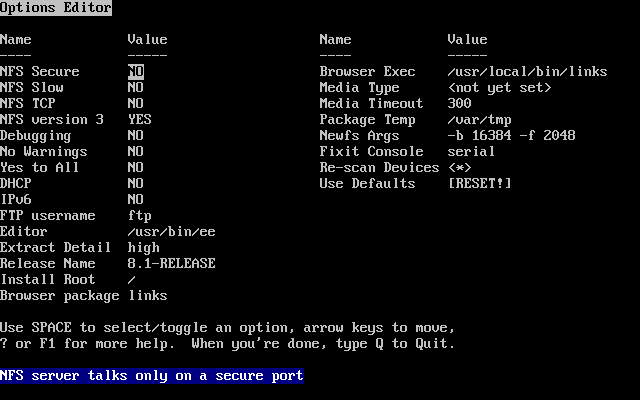 Options Editor
Name            Value                   Name            Value
----            -----                   ----            -----
NFS Secure      NO                      Browser Exec    /usr/local/bin/links
NFS Slow        NO                      Media Type      <not yet set>
NFS TCP         NO                      Media Timeout   300
NFS version 3   YES                     Package Temp    /var/tmp
Debugging       NO                      Newfs Args      -b 16384 -f 2048
No Warnings     NO                      Fixit Console   serial
Yes to All      NO                      Re-scan Devices <*>
DHCP            NO                      Use Defaults    [RESET!]
IPv6            NO
FTP username    ftp
Editor          /usr/bin/ee
Extract Detail  high
Release Name    8.1-RELEASE
Install Root    /
Browser package links
Use SPACE to select/toggle an option, arrow keys to move,
? or F1 for more help.  When you're done, type Q to Quit.
NFS server talks only on a secure port